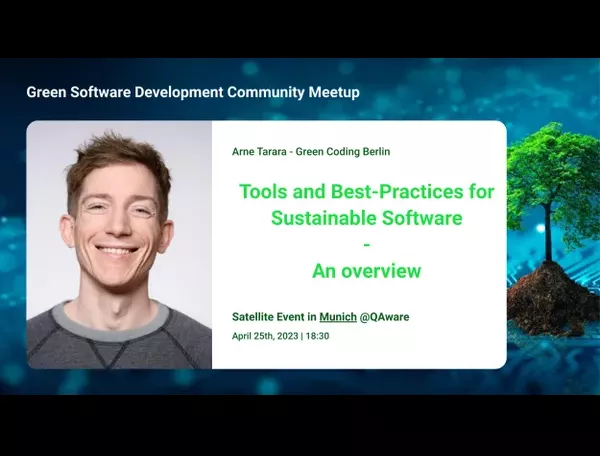 Green Software Development Community Meetup
Arne Tarara - Green Coding Berlin
Tools and Best-Practices for
Sustainable Software
-
An overview
Satellite Event in Munich @QAware
April 25th, 2023 | 18:30